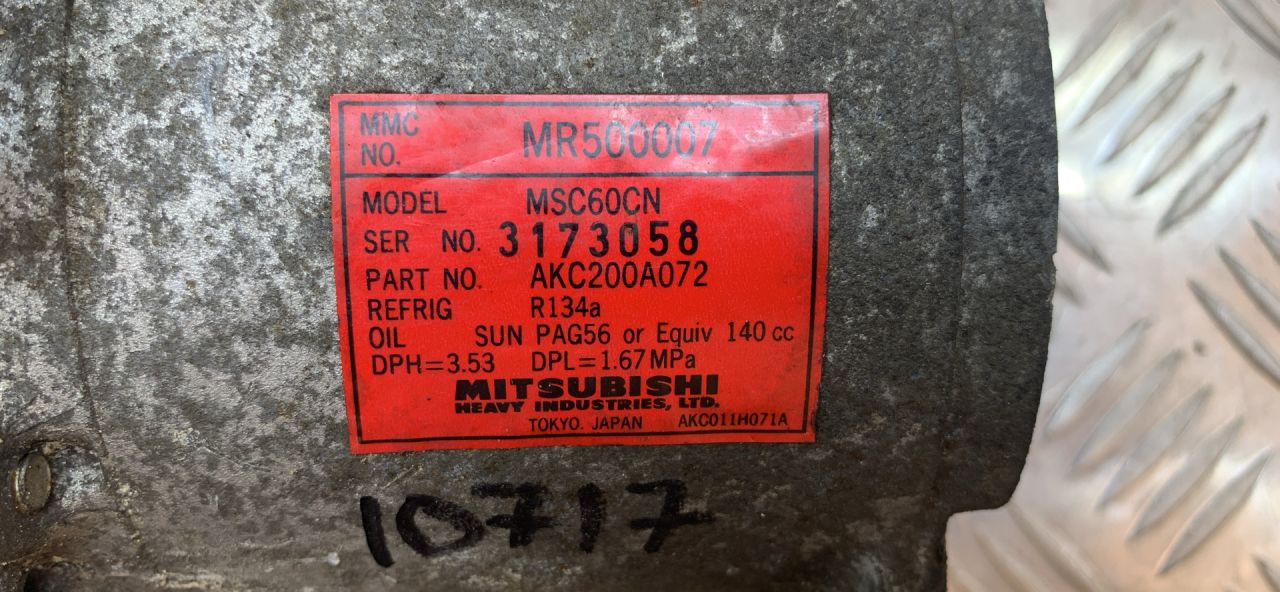 MMC NO. MR500007
MODEL MSC60CN
SER NO. 3173058
PART NO. AKC200A072
REFRIG R134a
OIL SUN PAG56 or Equiv 140 cc
DPH=3.53 DPL=1.67 MPa
MITSUBISHI
HEAVY INDUSTRIES, LTD.
TOKYO. JAPAN AKC011H071A
10717